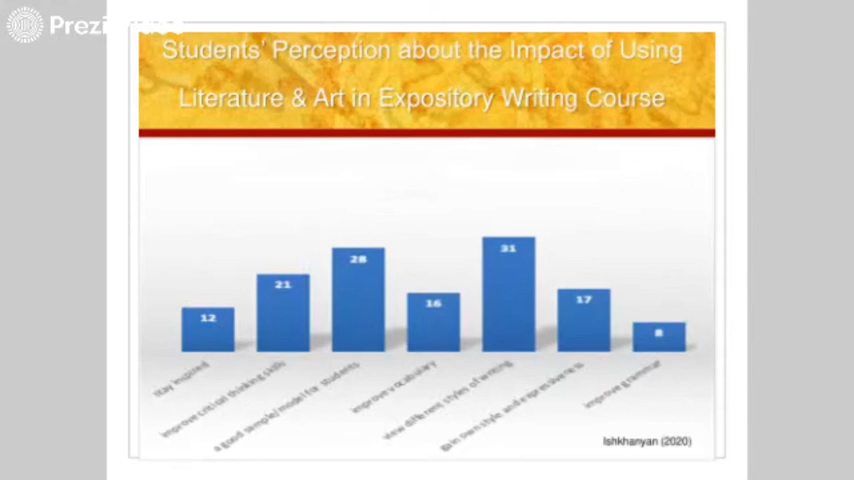 Prezi
Students' Perception about the Impact of Using
Literature & Art in Expository Writing Course
12
21
28
16
31
17
8
stay inspired
improve critical thinking skills
a good sample/model for students
improve vocabulary
view different styles of writing
gain own style and expressiveness
improve grammar
Ishkhanyan (2020)